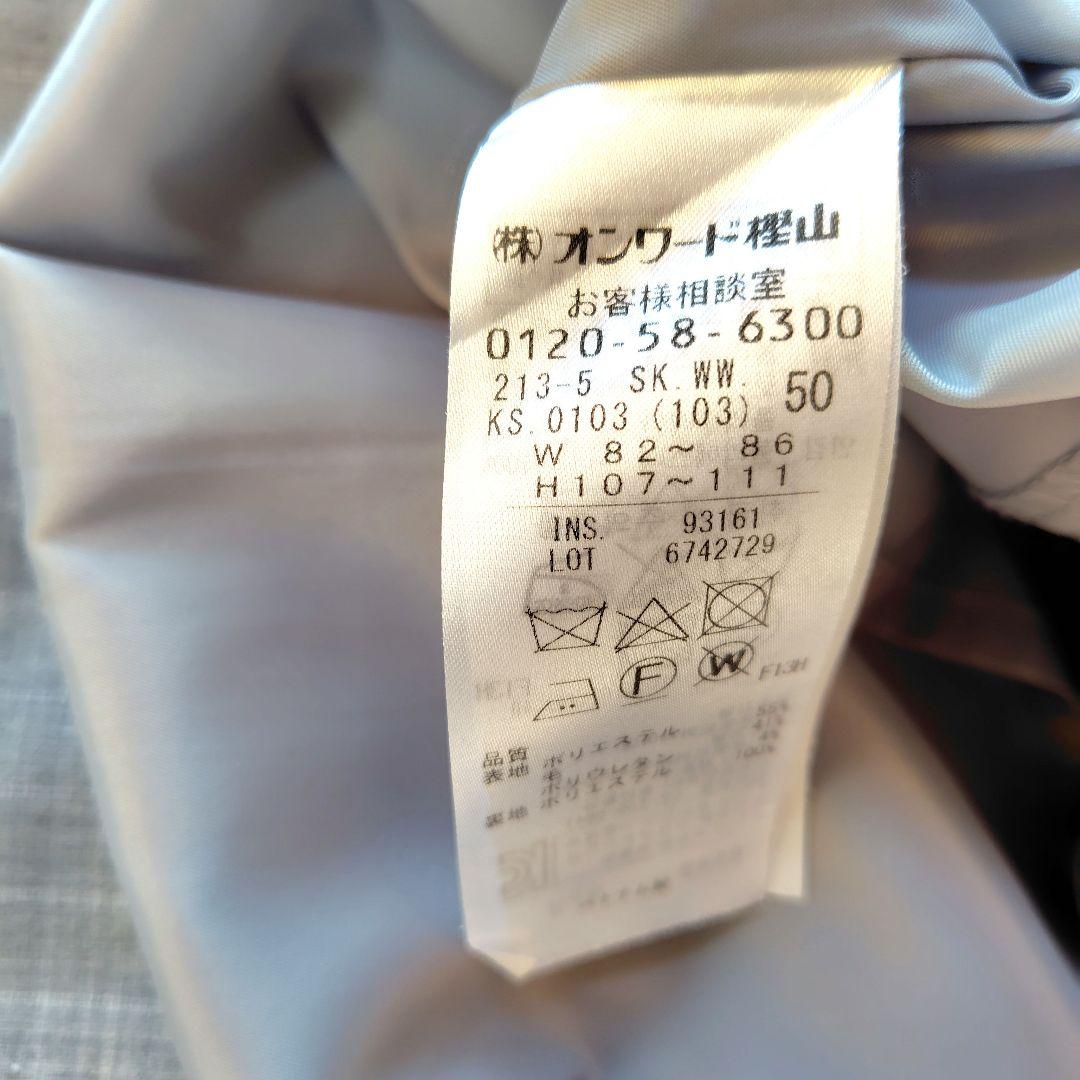 (株)オンワード樫山
お客様相談室
0120-58-6300
213-5 SK.WW.
KS.0103(103) 50
W 82~ 86
H107~111
INS. 93161
LOT 6742729
F W F13H
品質
表地 ポリエステル 55%
毛 41%
ポリウレタン 4%
裏地 ポリエステル 100%